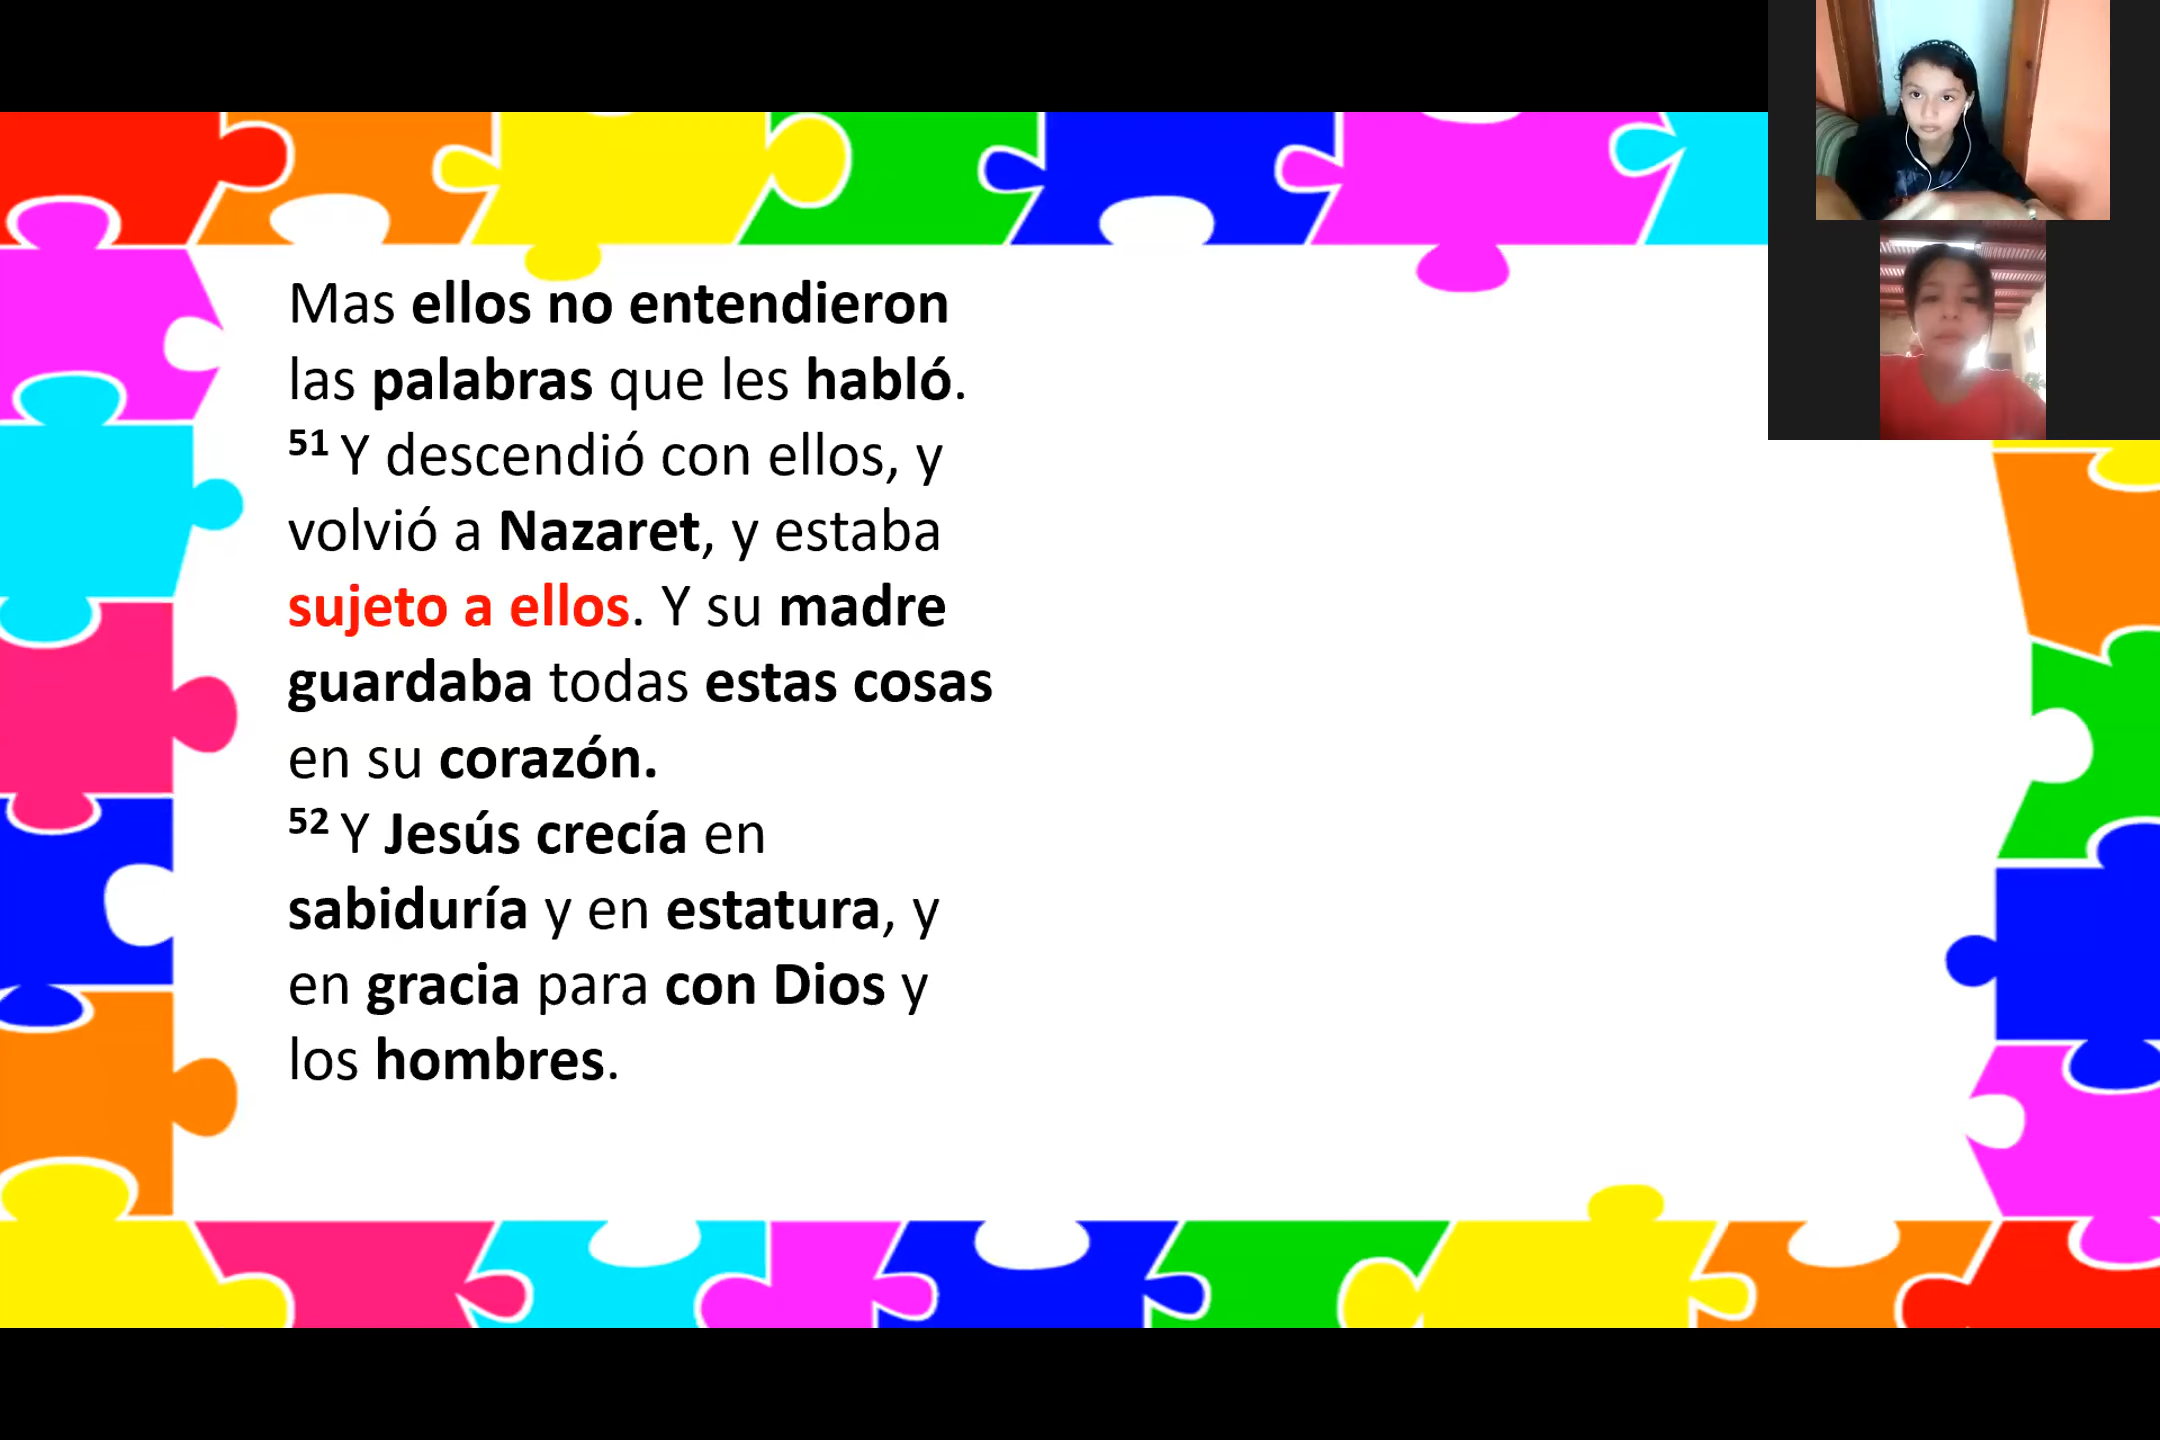 Mas ellos no entendieron
las palabras que les habló.
51 Y descendió con ellos, y
volvió a Nazaret, y estaba
sujeto a ellos. Y su madre
guardaba todas estas cosas
en su corazón.
52 Y Jesús crecía en
sabiduría y en estatura, y
en gracia para con Dios y
los hombres.